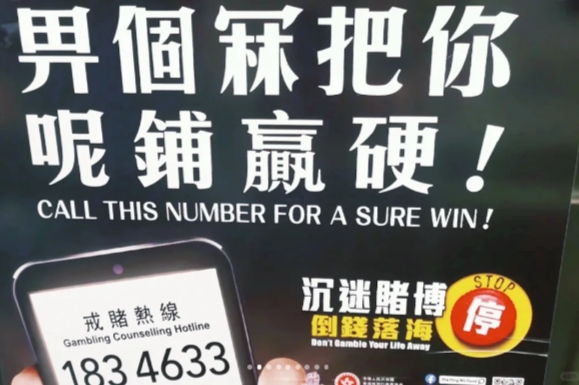 畀個冧把你
呢鋪贏硬！
CALL THIS NUMBER FOR A SURE WIN!
戒賭熱線
Gambling Counselling Hotline
183 4633
沉迷賭博
倒錢落海
Don't Gamble Your Life Away
STOP
停